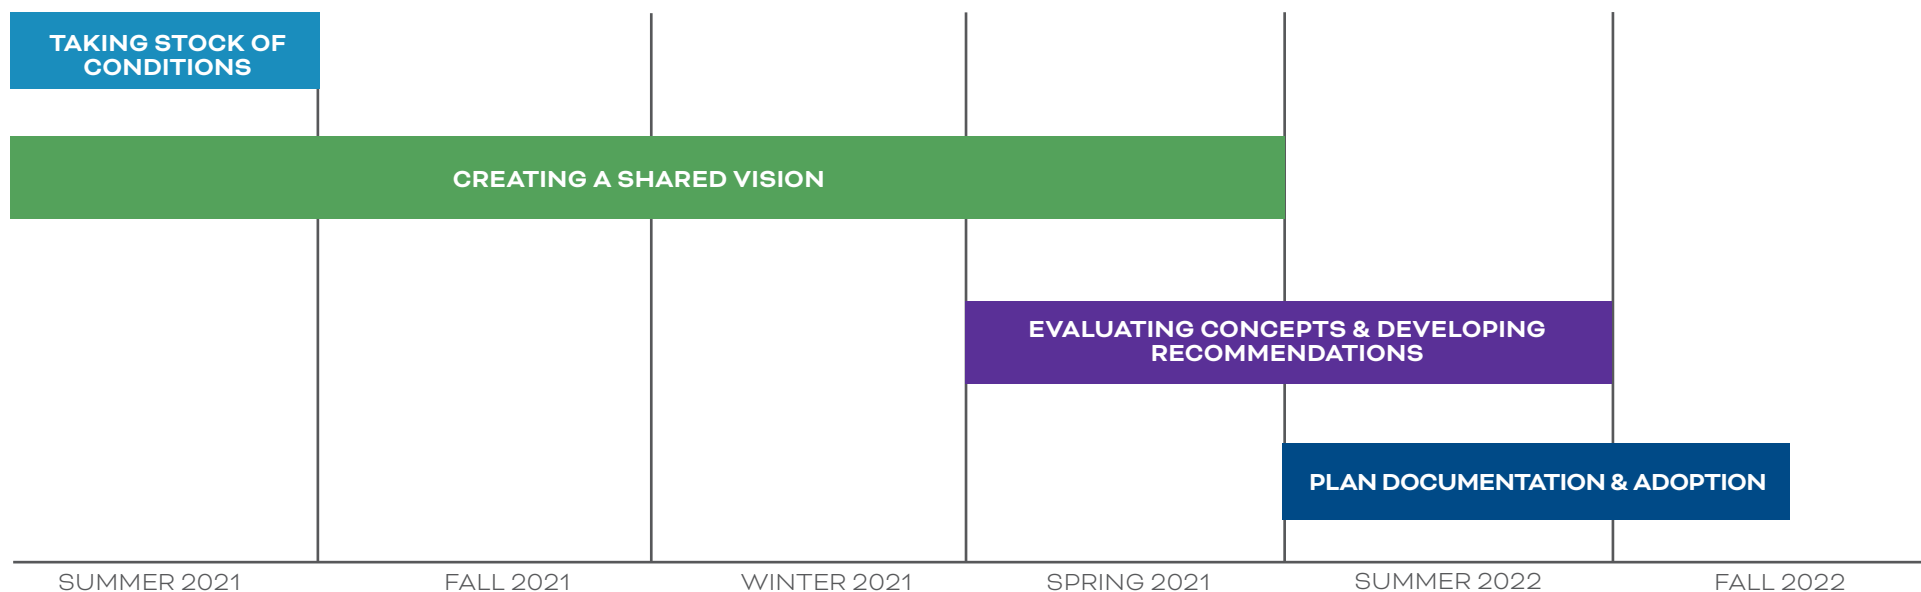 TAKING STOCK OF
CONDITIONS
CREATING A SHARED VISION
EVALUATING CONCEPTS & DEVELOPING
RECOMMENDATIONS
PLAN DOCUMENTATION & ADOPTION
SUMMER 2021
FALL 2021
WINTER 2021
SPRING 2021
SUMMER 2022
FALL 2022